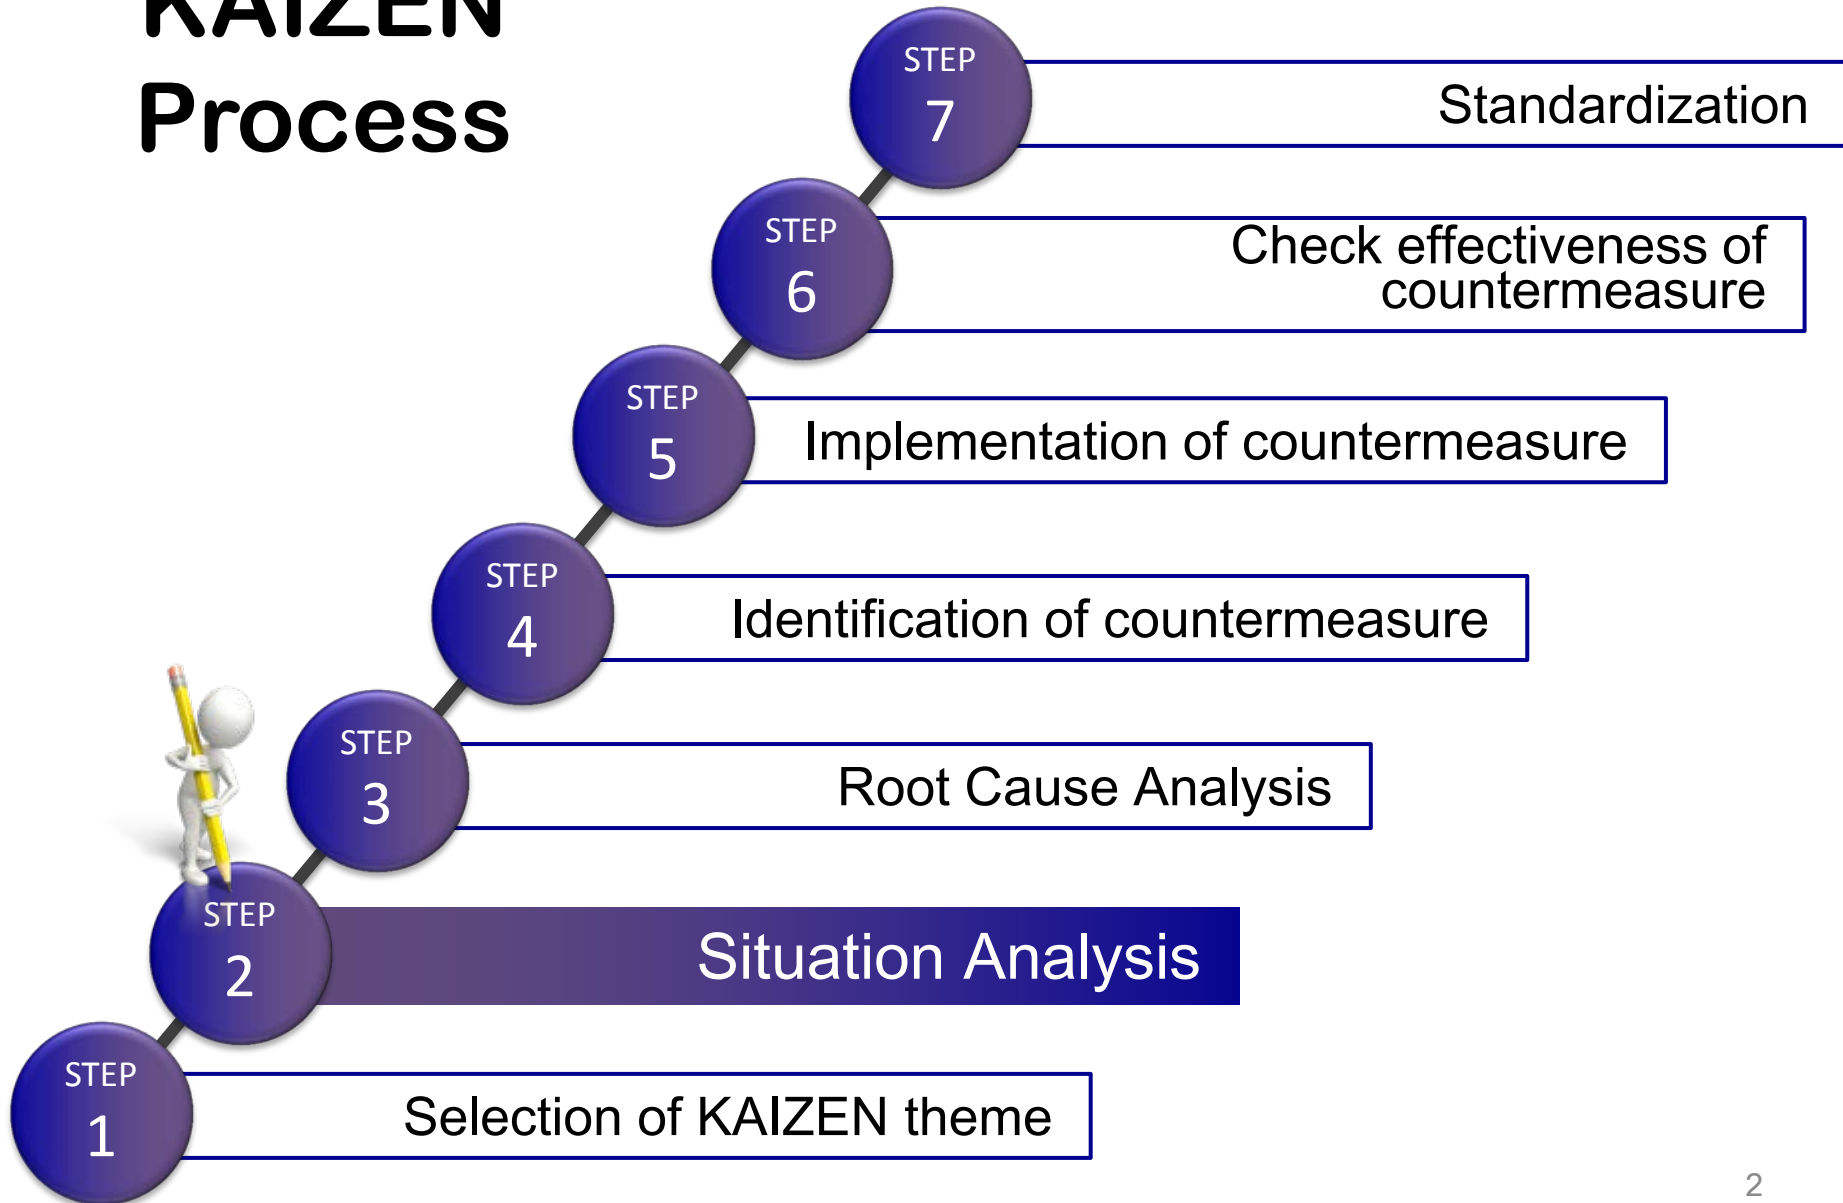 KAIZEN
Process
STEP
7
Standardization
STEP
6
Check effectiveness of
countermeasure
STEP
5
Implementation of countermeasure
STEP
4
Identification of countermeasure
STEP
3
Root Cause Analysis
STEP
2
Situation Analysis
STEP
1
Selection of KAIZEN theme
2